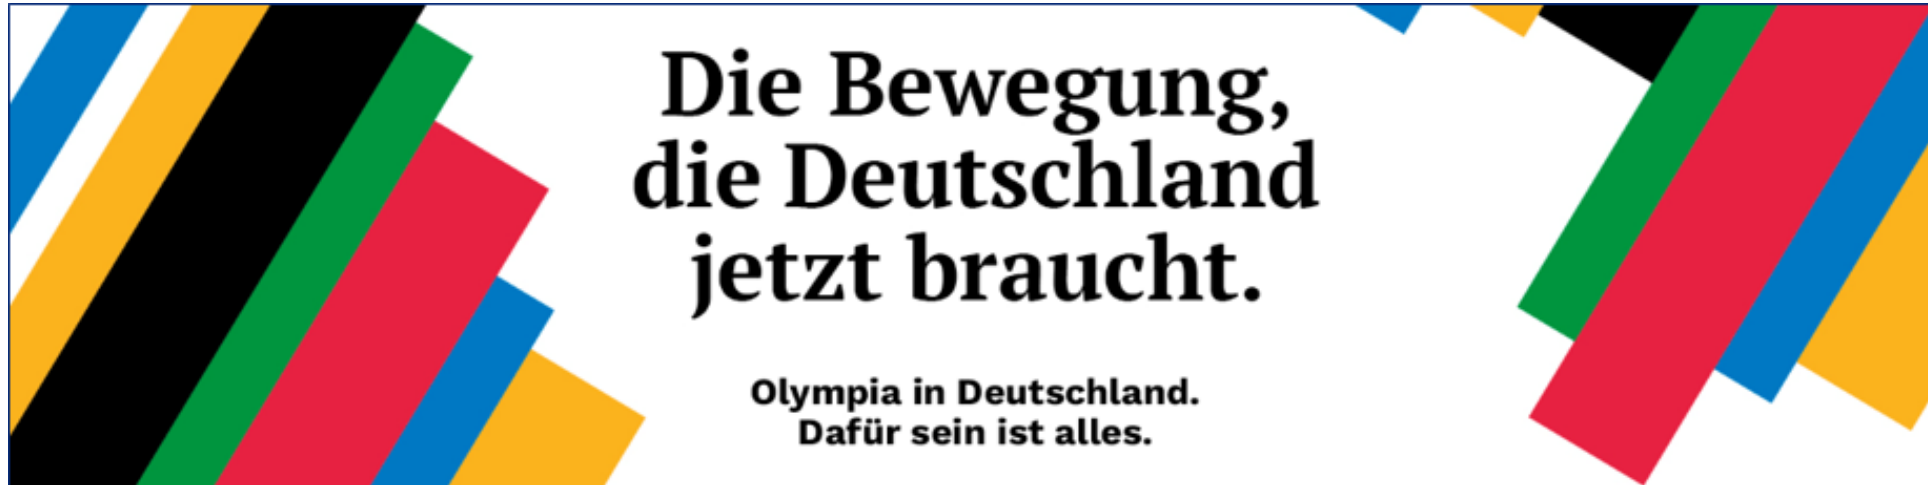 Die Bewegung,
die Deutschland
jetzt braucht.
Olympia in Deutschland.
Dafür sein ist alles.